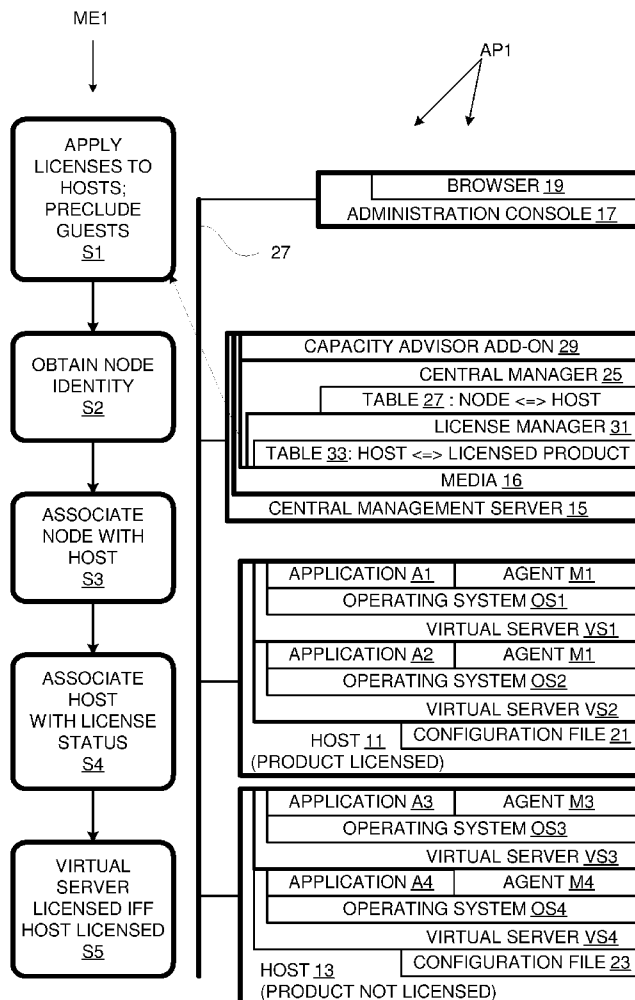 ME1
APPLY
LICENSES TO
HOSTS;
PRECLUDE
GUESTS
S1
OBTAIN NODE
IDENTITY
S2
ASSOCIATE
NODE WITH
HOST
S3
ASSOCIATE
HOST
WITH LICENSE
STATUS
S4
VIRTUAL
SERVER
LICENSED IFF
HOST LICENSED
S5
AP1
BROWSER 19
ADMINISTRATION CONSOLE 17
27
CAPACITY ADVISOR ADD-ON 29
CENTRAL MANAGER 25
TABLE 27 : NODE <=> HOST
LICENSE MANAGER 31
TABLE 33: HOST <=> LICENSED PRODUCT
MEDIA 16
CENTRAL MANAGEMENT SERVER 15
APPLICATION A1 AGENT M1
OPERATING SYSTEM OS1
VIRTUAL SERVER VS1
APPLICATION A2 AGENT M1
OPERATING SYSTEM OS2
VIRTUAL SERVER VS2
HOST 11 CONFIGURATION FILE 21
(PRODUCT LICENSED)
APPLICATION A3 AGENT M3
OPERATING SYSTEM OS3
VIRTUAL SERVER VS3
APPLICATION A4 AGENT M4
OPERATING SYSTEM OS4
VIRTUAL SERVER VS4
HOST 13 CONFIGURATION FILE 23
(PRODUCT NOT LICENSED)